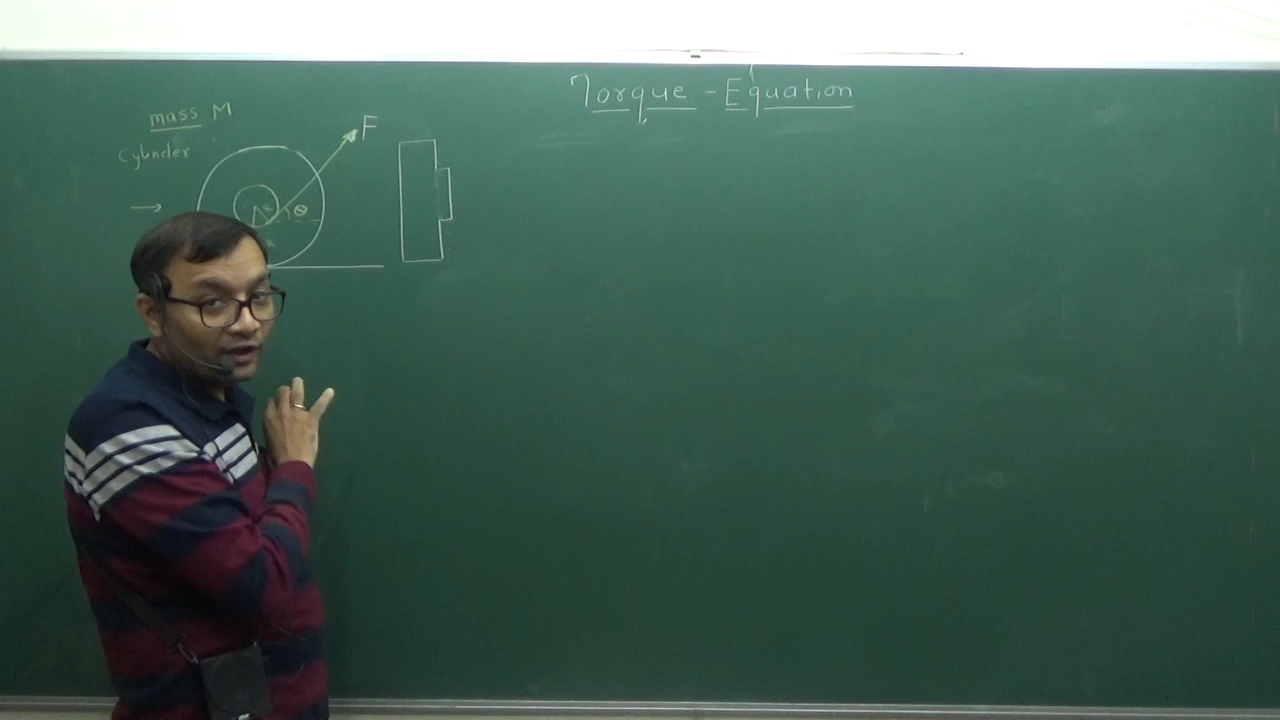 Torque - Equation
mass M
Cylinder
F
θ